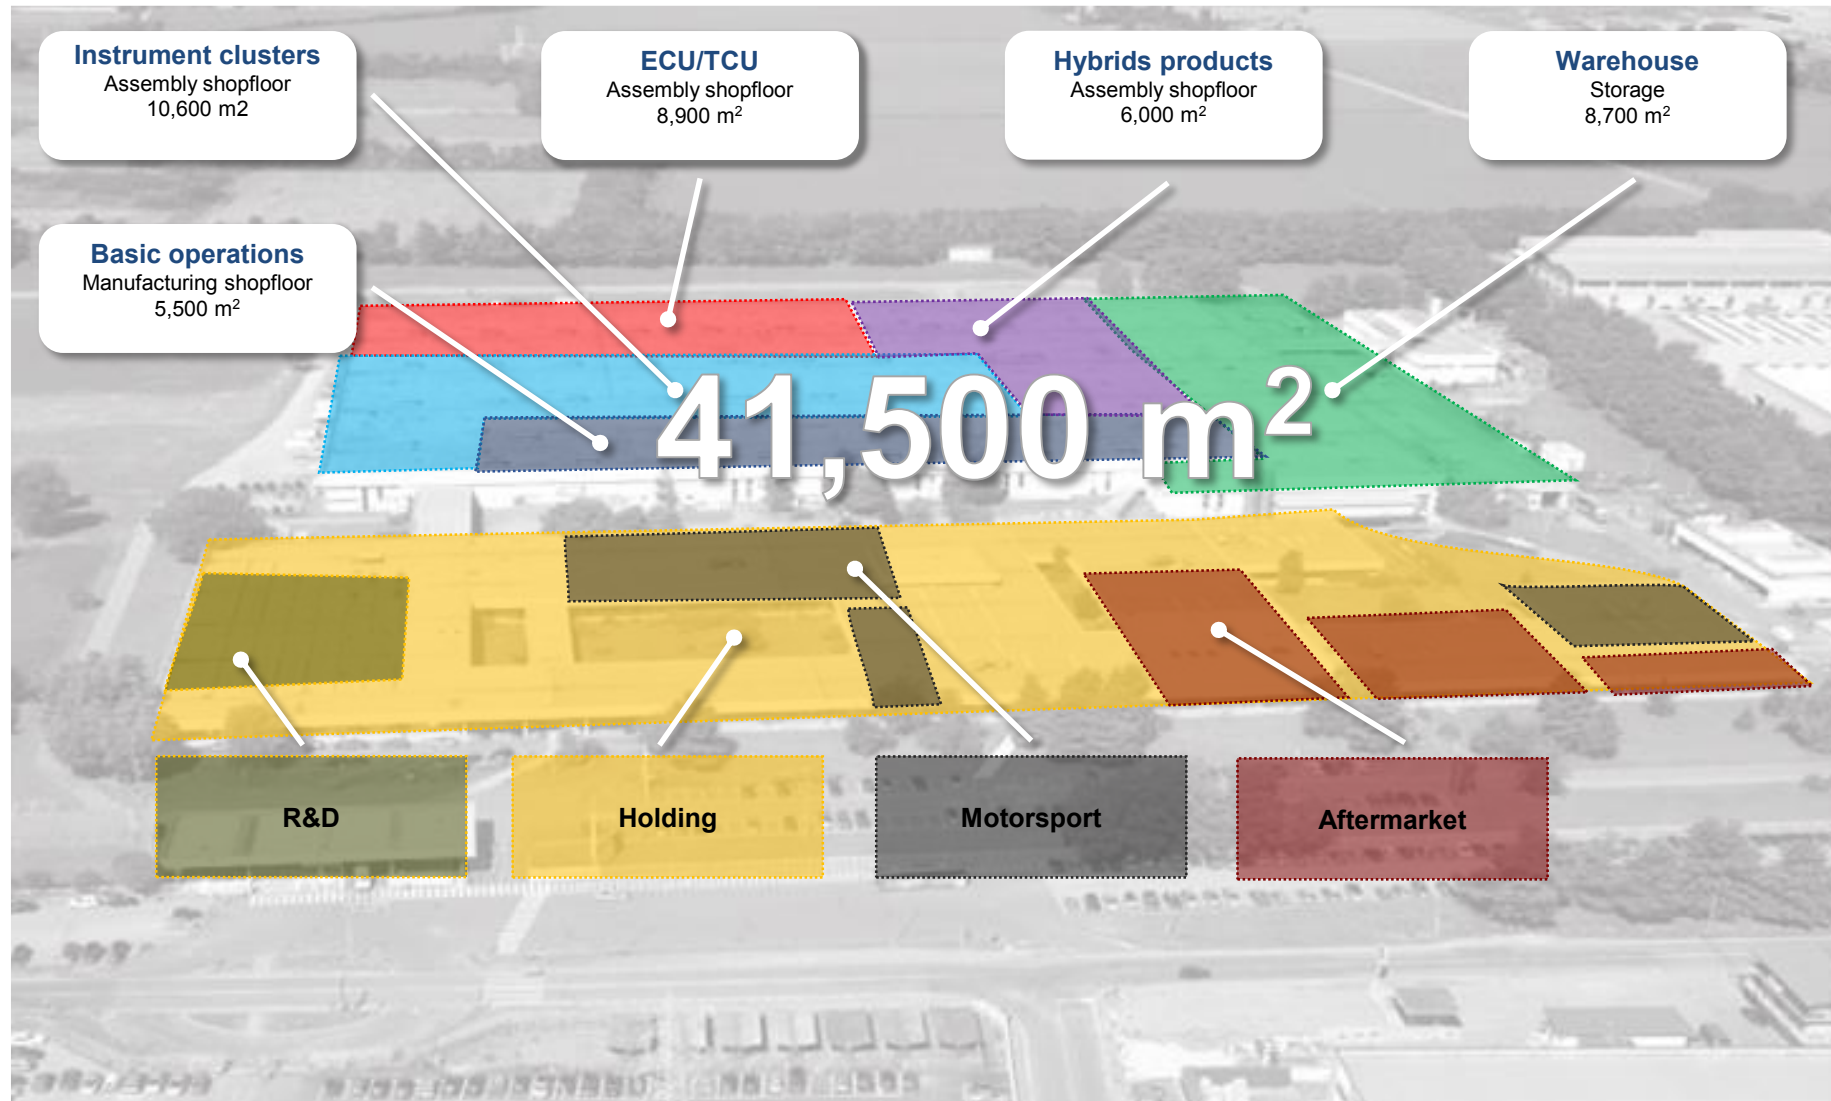 Instrument clusters
Assembly shopfloor
10,600 m2
ECU/TCU
Assembly shopfloor
8,900 m²
Hybrids products
Assembly shopfloor
6,000 m²
Warehouse
Storage
8,700 m²
Basic operations
Manufacturing shopfloor
5,500 m²
41,500 m²
R&D
Holding
Motorsport
Aftermarket